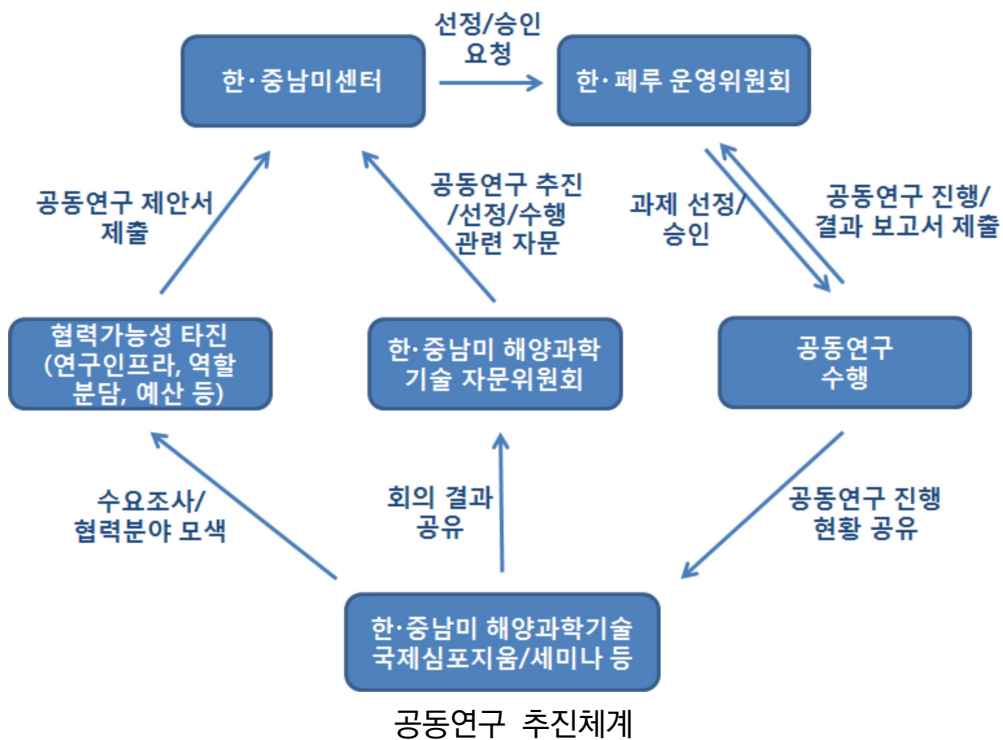 선정/승인
요청
한·중남미센터
한·페루 운영위원회
공동연구 제안서
제출
공동연구 추진
/선정/수행
관련 자문
과제 선정/
승인
공동연구 진행/
결과 보고서 제출
협력가능성 타진
(연구인프라, 역할
분담, 예산 등)
한·중남미 해양과학
기술 자문위원회
공동연구
수행
수요조사/
협력분야 모색
회의 결과
공유
공동연구 진행
현황 공유
한·중남미 해양과학기술
국제심포지움/세미나 등
공동연구 추진체계